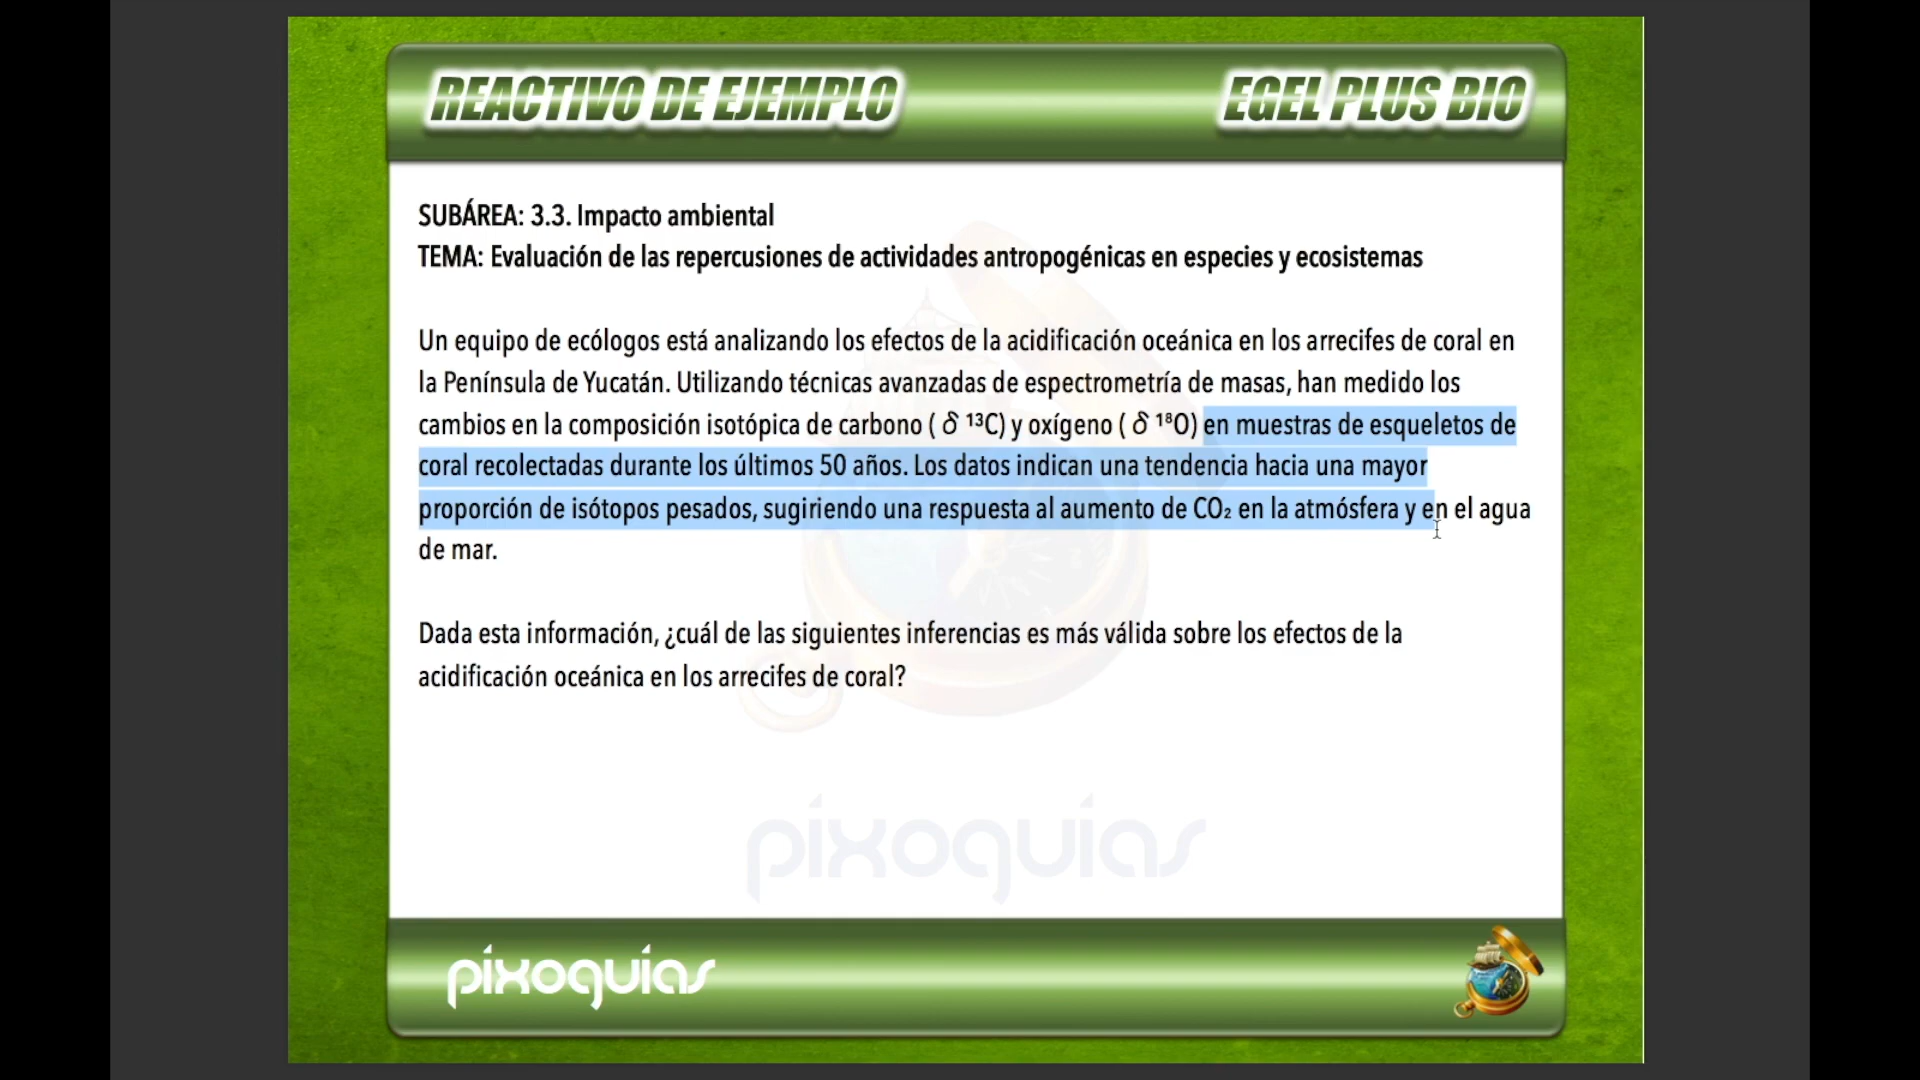 REACTIVO DE EJEMPLO
EGEL PLUS BIO
SUBÁREA: 3.3. Impacto ambiental
TEMA: Evaluación de las repercusiones de actividades antropogénicas en especies y ecosistemas
Un equipo de ecólogos está analizando los efectos de la acidificación oceánica en los arrecifes de coral en
la Península de Yucatán. Utilizando técnicas avanzadas de espectrometría de masas, han medido los
cambios en la composición isotópica de carbono ( δ ¹³C) y oxígeno ( δ ¹⁸O) en muestras de esqueletos de
coral recolectadas durante los últimos 50 años. Los datos indican una tendencia hacia una mayor
proporción de isótopos pesados, sugiriendo una respuesta al aumento de CO₂ en la atmósfera y en el agua
de mar.
Dada esta información, ¿cuál de las siguientes inferencias es más válida sobre los efectos de la
acidificación oceánica en los arrecifes de coral?
pixoguías
pixoguías